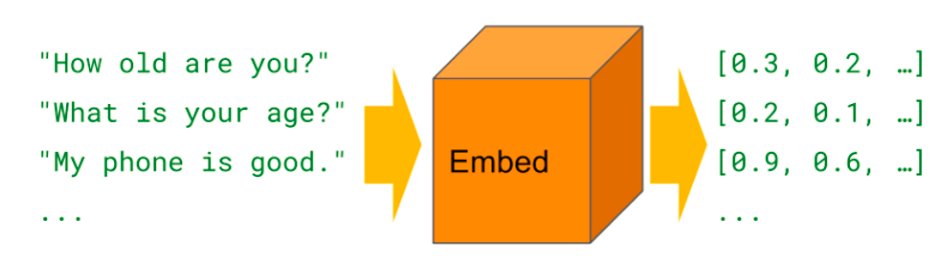 "How old are you?" [0.3, 0.2, …]
"What is your age?" [0.2, 0.1, …]
"My phone is good." Embed [0.9, 0.6, …]
... ...